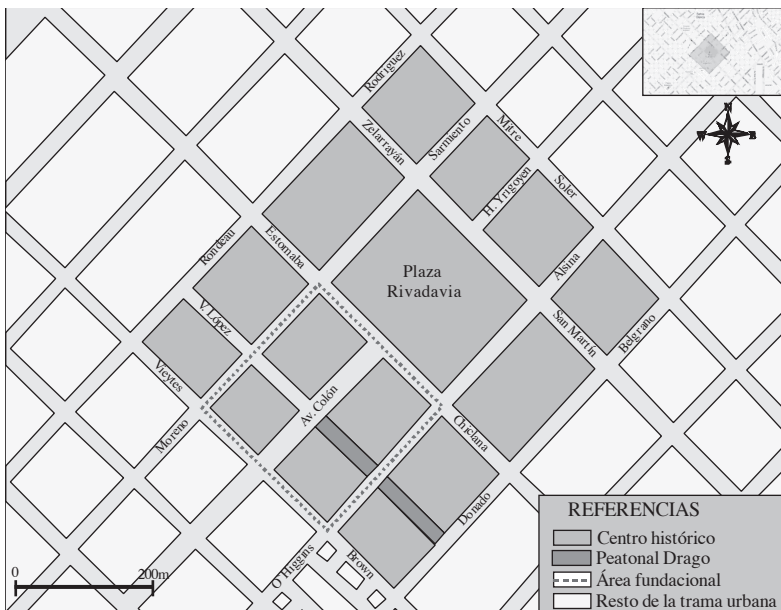 Rodríguez
Zelarrayán
Sarmiento
Mitre
H. Yrigoyen
Soler
N
W
E
S
Rondeau
Estomaba
Plaza
Rivadavia
Alsina
V. López
San Martín
Belgrano
Vieytes
Av. Colón
Moreno
Chiclana
Donado
O´Higgins
Brown
0
200m
REFERENCIAS
Centro histórico
Peatonal Drago
Área fundacional
Resto de la trama urbana